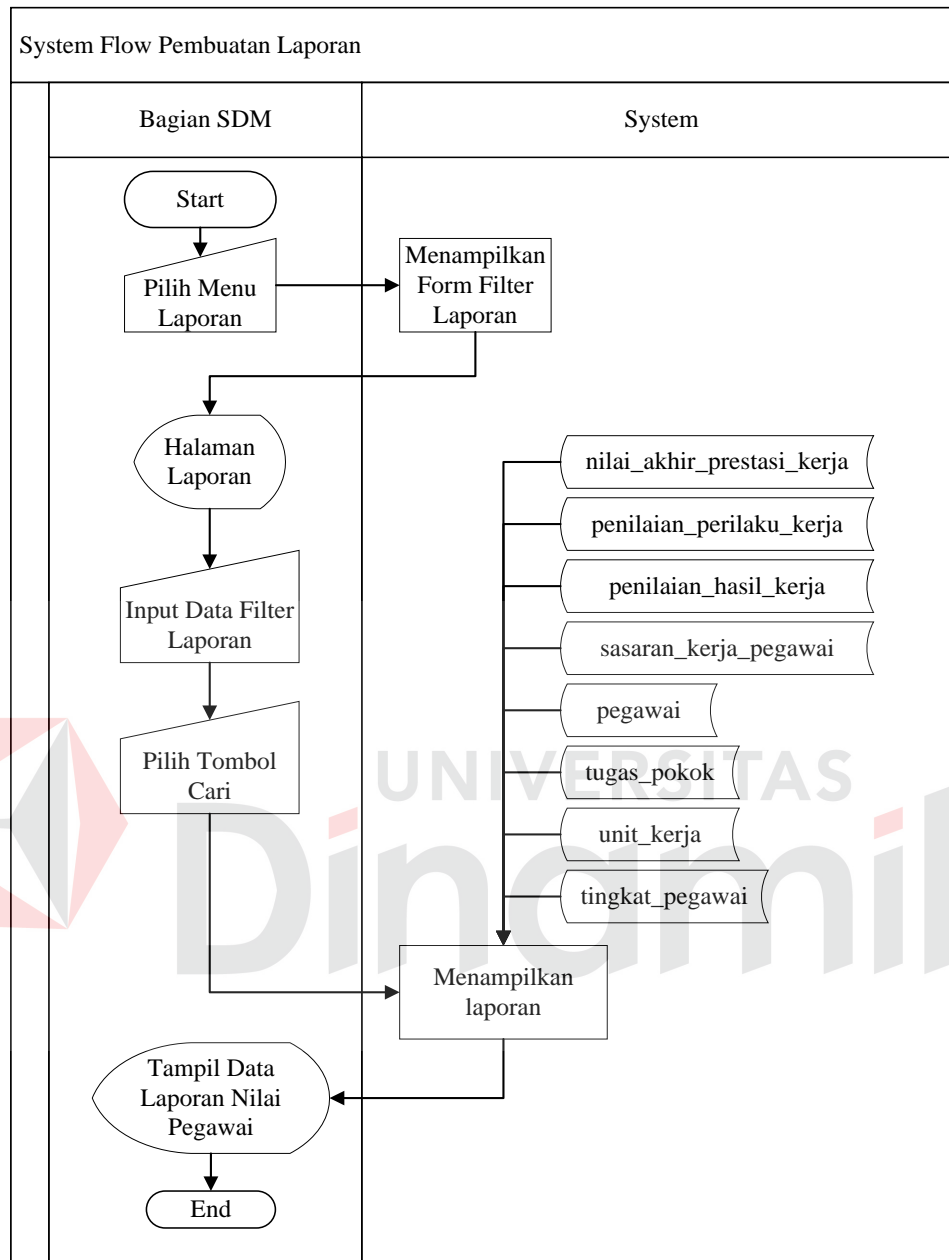 System Flow Pembuatan Laporan
Bagian SDM
System
Start
Pilih Menu
Laporan
Menampilkan
Form Filter
Laporan
Halaman
Laporan
nilai_akhir_prestasi_kerja
penilaian_perilaku_kerja
penilaian_hasil_kerja
sasaran_kerja_pegawai
pegawai
tugas_pokok
unit_kerja
tingkat_pegawai
Input Data Filter
Laporan
Pilih Tombol
Cari
Menampilkan
laporan
Tampil Data
Laporan Nilai
Pegawai
End
UNIVERSITAS